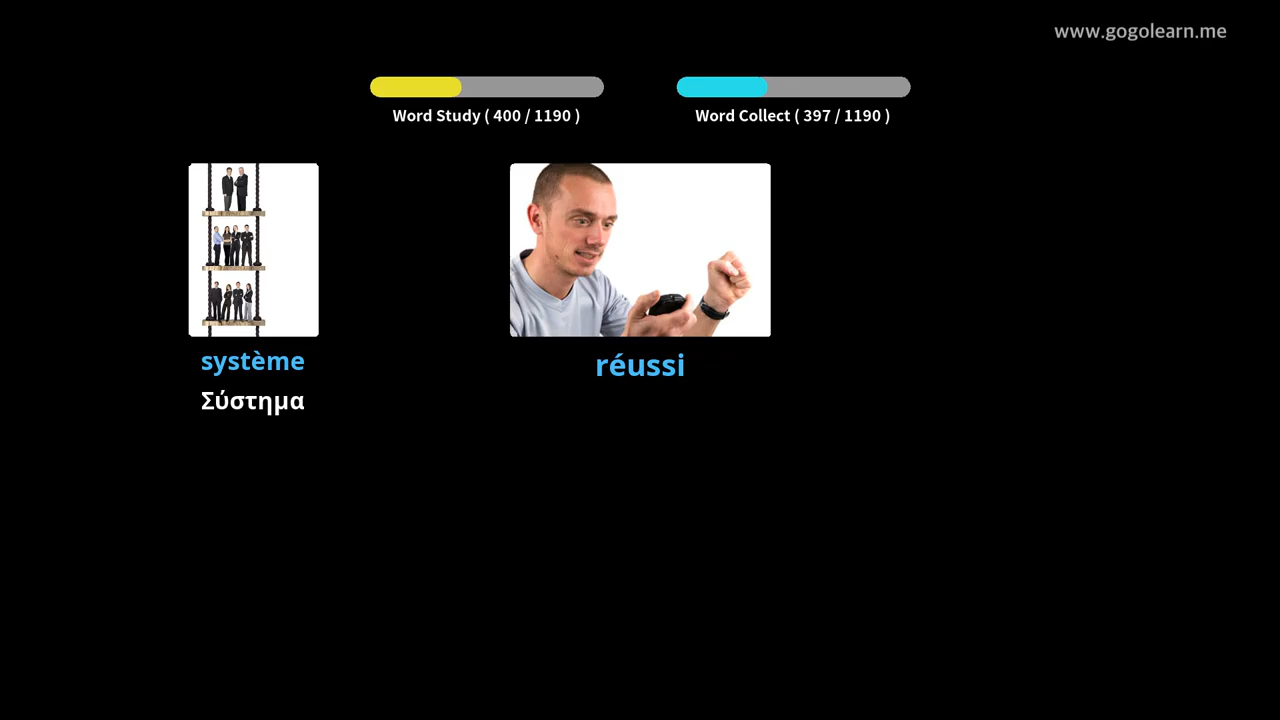 www.gogolearn.me
Word Study ( 400 / 1190 )
Word Collect ( 397 / 1190 )
système
Σύστημα
réussi